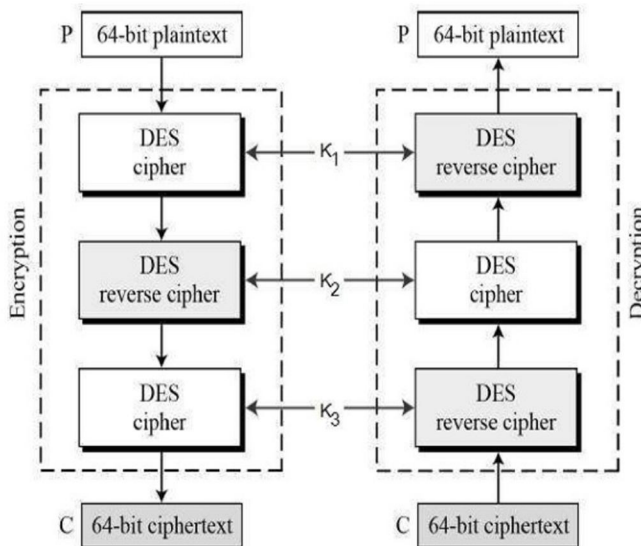 P 64-bit plaintext
P 64-bit plaintext
Encryption
DES
cipher
K1
DES
reverse cipher
DES
reverse cipher
K2
DES
cipher
DES
cipher
K3
DES
reverse cipher
Decryption
C 64-bit ciphertext
C 64-bit ciphertext